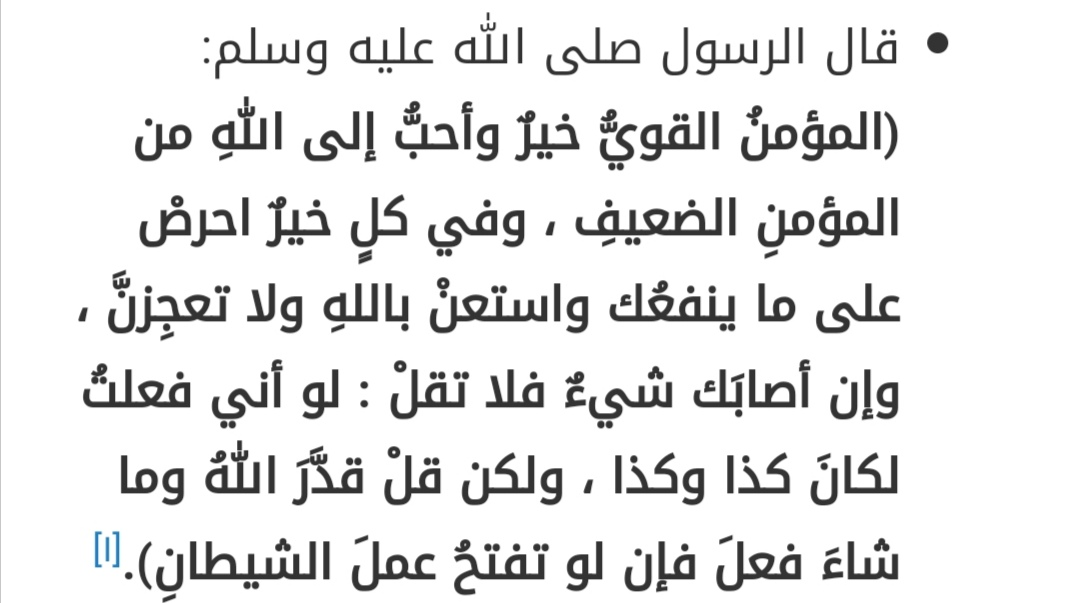 • قال الرسول صلى الله عليه وسلم:
(المؤمنُ القويُّ خيرٌ وأحبُّ إلى اللهِ من
المؤمنِ الضعيفِ ، وفي كلٍ خيرٌ احرصْ
على ما ينفعُك واستعنْ باللهِ ولا تعجِزنَّ ،
وإن أصابَك شيءٌ فلا تقلْ : لو أني فعلتُ
لكانَ كذا وكذا ، ولكن قلْ قدَّرَ اللهُ وما
شاءَ فعلَ فإن لو تفتحُ عملَ الشيطانِ).[١]